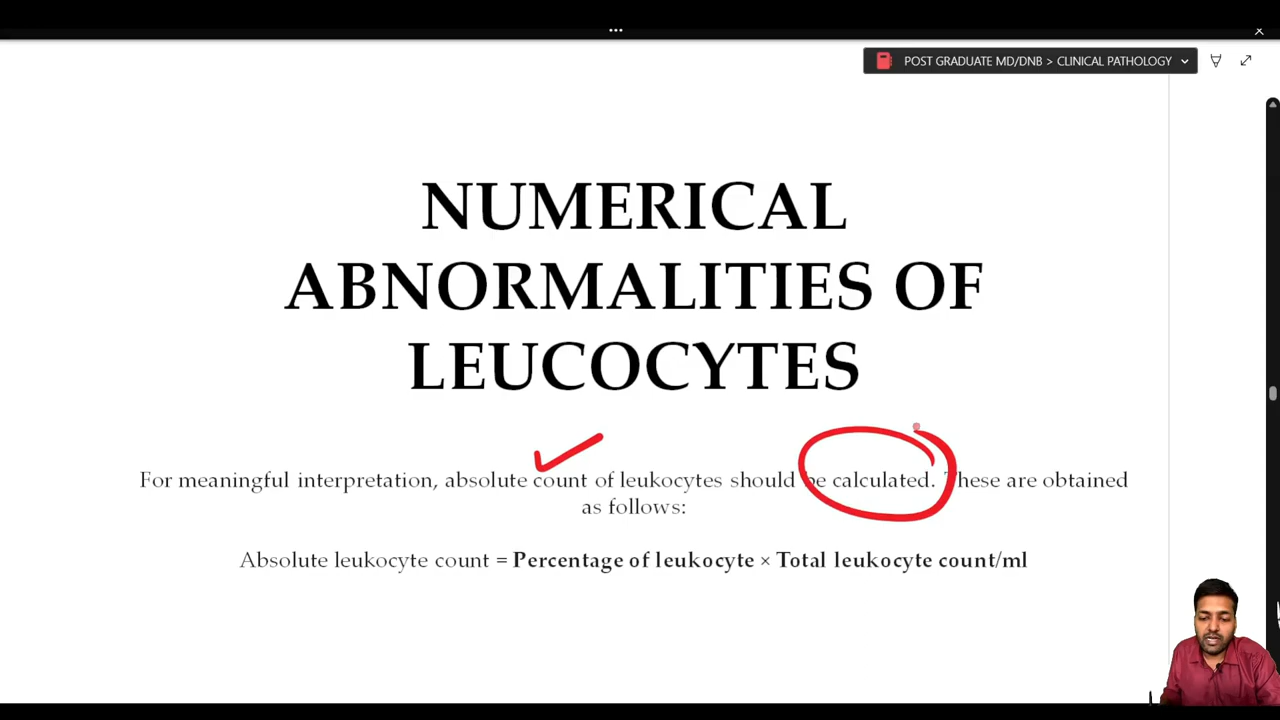 POST GRADUATE MD/DNB > CLINICAL PATHOLOGY
NUMERICAL
ABNORMALITIES OF
LEUCOCYTES
For meaningful interpretation, absolute count of leukocytes should be calculated. These are obtained
as follows:
Absolute leukocyte count = Percentage of leukocyte × Total leukocyte count/ml